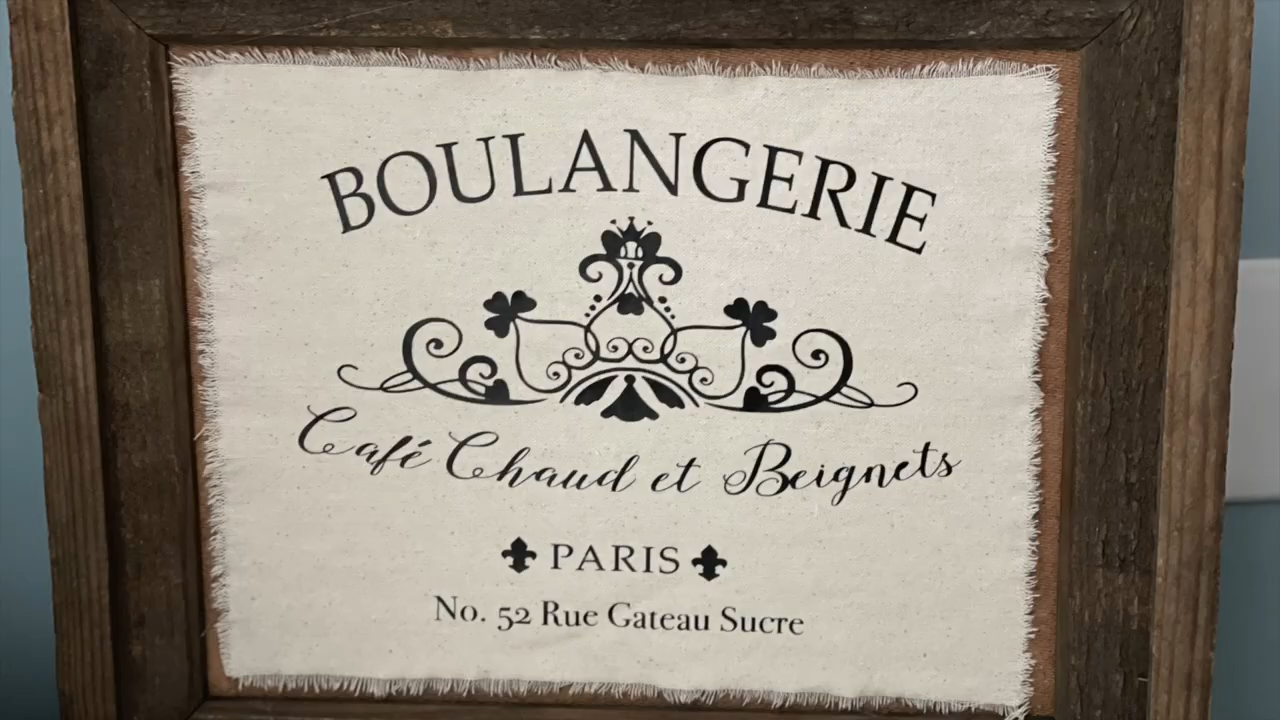 BOULANGERIE
Café Chaud et Beignets
PARIS
No. 52 Rue Gateau Sucre